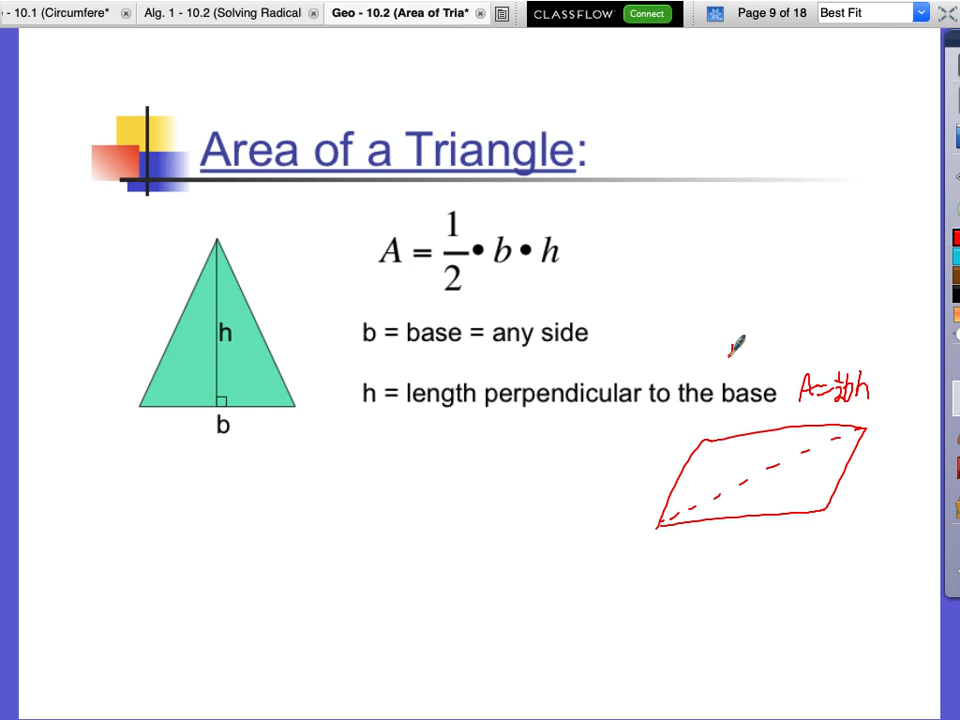 - 10.1 (Circumfere* Alg. 1 - 10.2 (Solving Radical Geo - 10.2 (Area of Tria* CLASSFLOW Connect Page 9 of 18 Best Fit
Area of a Triangle:
A = 1/2 • b • h
h
b = base = any side
h = length perpendicular to the base A=½bh
b